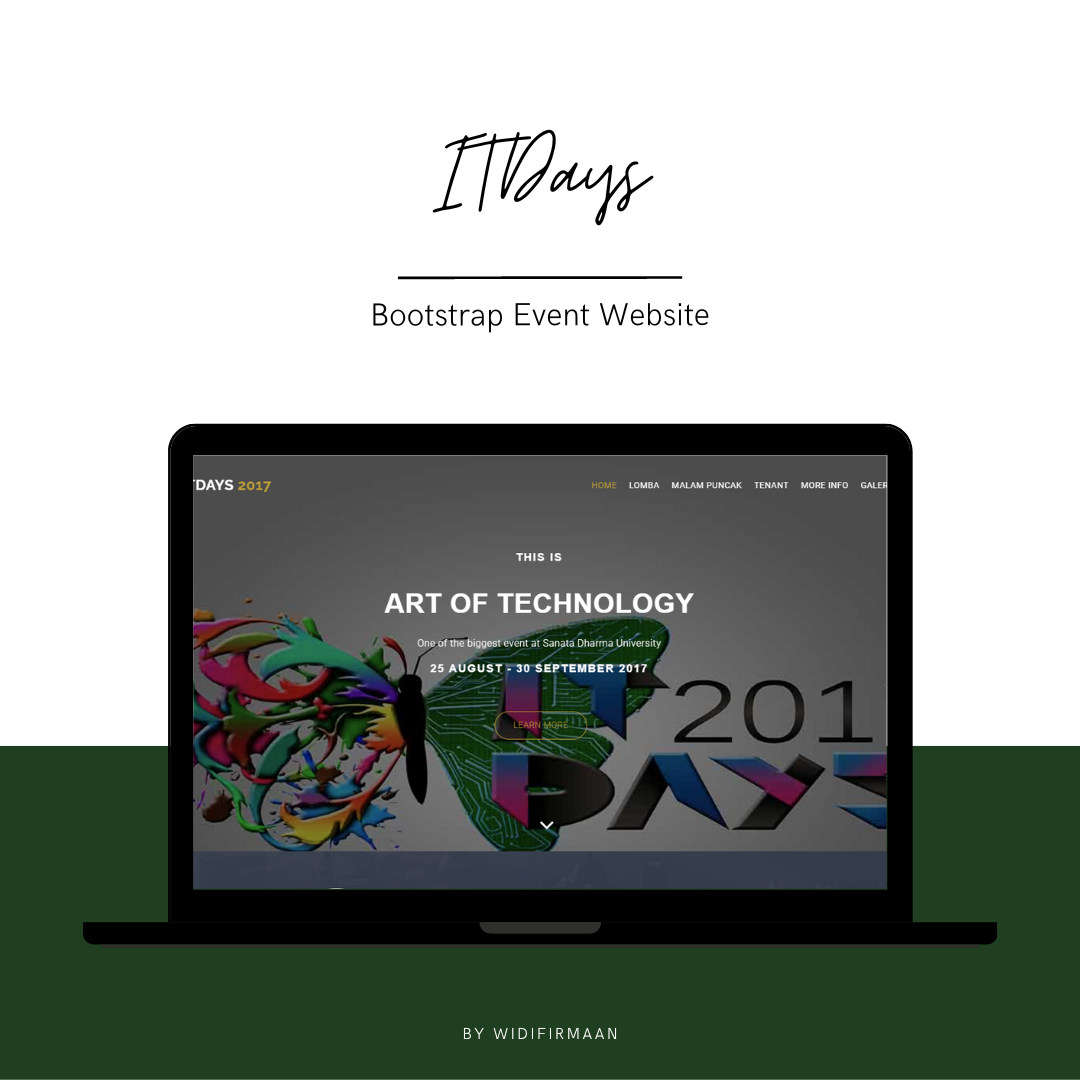 ITDays
Bootstrap Event Website
TDAYS 2017
HOME LOMBA MALAM PUNCAK TENANT MORE INFO GALER
THIS IS
ART OF TECHNOLOGY
One of the biggest event at Sanata Dharma University
25 AUGUST - 30 SEPTEMBER 2017
LEARN MORE
IT 201
DAYS
BY WIDIFIRMAAN